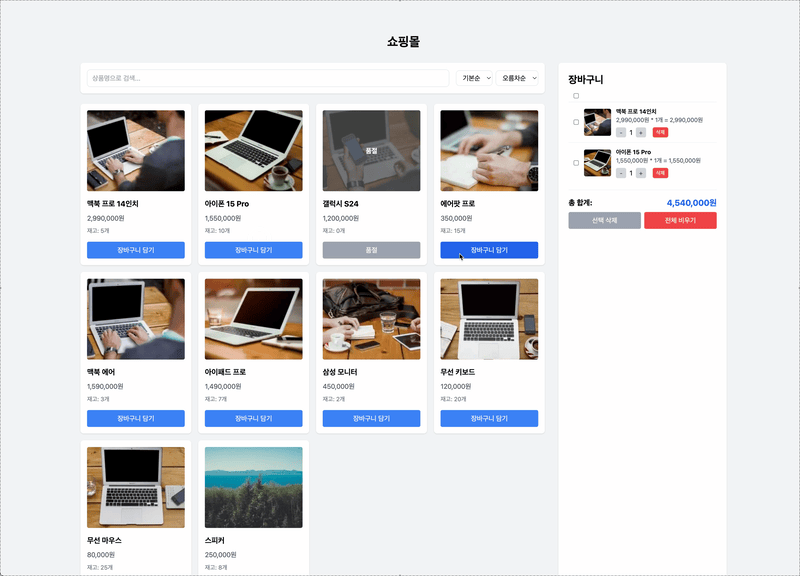 쇼핑몰
상품명으로 검색...
기본순
오름차순
맥북 프로 14인치
2,990,000원
재고: 5개
장바구니 담기
아이폰 15 Pro
1,550,000원
재고: 10개
장바구니 담기
품절
갤럭시 S24
1,200,000원
재고: 0개
품절
에어팟 프로
350,000원
재고: 15개
장바구니 담기
맥북 에어
1,590,000원
재고: 3개
장바구니 담기
아이패드 프로
1,490,000원
재고: 7개
장바구니 담기
삼성 모니터
450,000원
재고: 2개
장바구니 담기
무선 키보드
120,000원
재고: 20개
장바구니 담기
무선 마우스
80,000원
재고: 25개
스피커
250,000원
재고: 8개
장바구니
맥북 프로 14인치
2,990,000원 * 1개 = 2,990,000원
- 1 + 삭제
아이폰 15 Pro
1,550,000원 * 1개 = 1,550,000원
- 1 + 삭제
총 합계: 4,540,000원
선택 삭제
전체 비우기